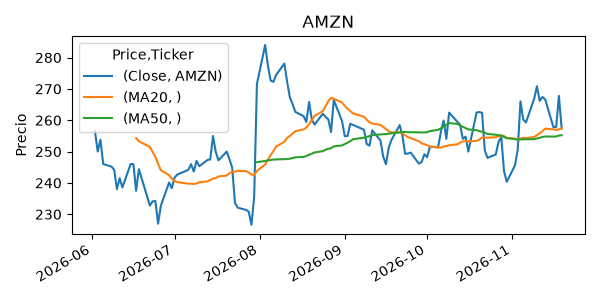 AMZN
Price,Ticker
(Close, AMZN)
(MA20, )
(MA50, )
Precio
280
270
260
250
240
230
2026-06
2026-07
2026-08
2026-09
2026-10
2026-11